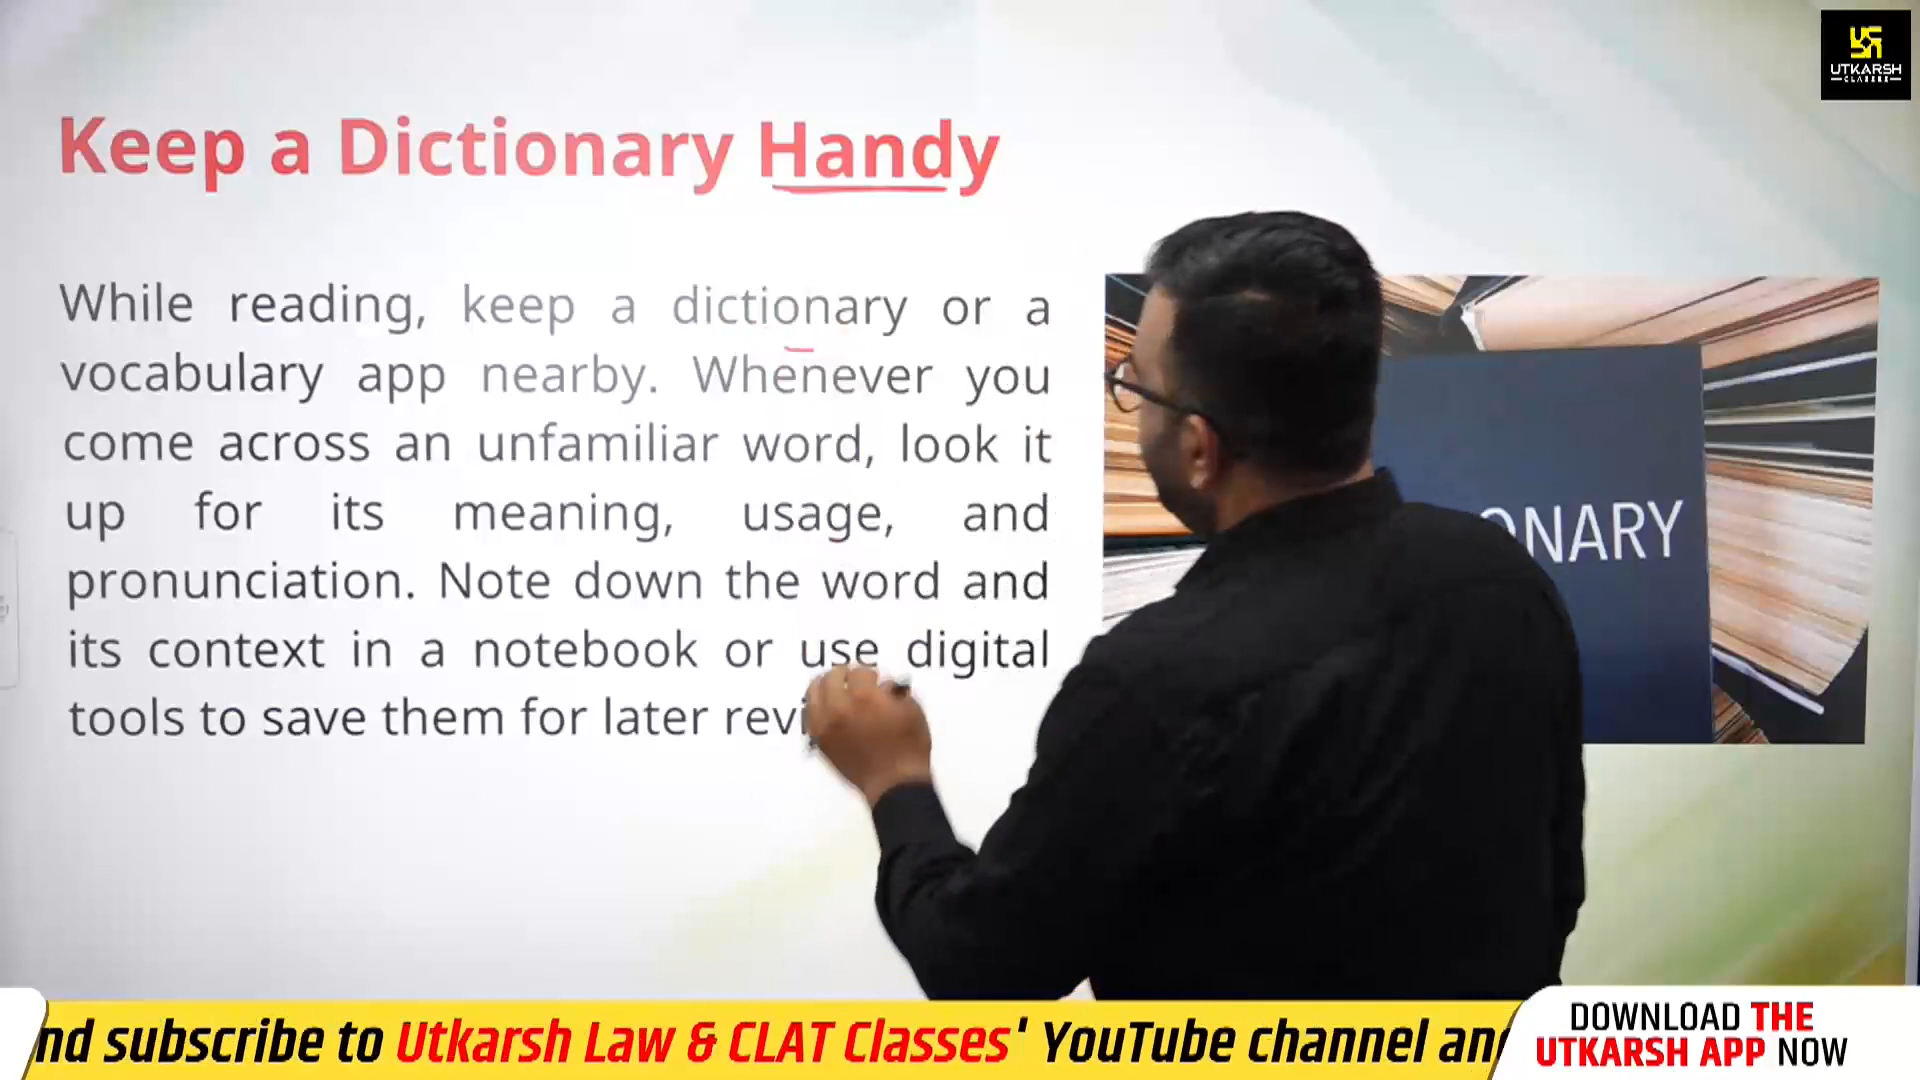 UTKARSH
CLASSES
Keep a Dictionary Handy
While reading, keep a dictionary or a
vocabulary app nearby. Whenever you
come across an unfamiliar word, look it
up for its meaning, usage, and
pronunciation. Note down the word and
its context in a notebook or use digital
tools to save them for later revi
ONARY
nd subscribe to Utkarsh Law & CLAT Classes' YouTube channel an
DOWNLOAD THE
UTKARSH APP NOW